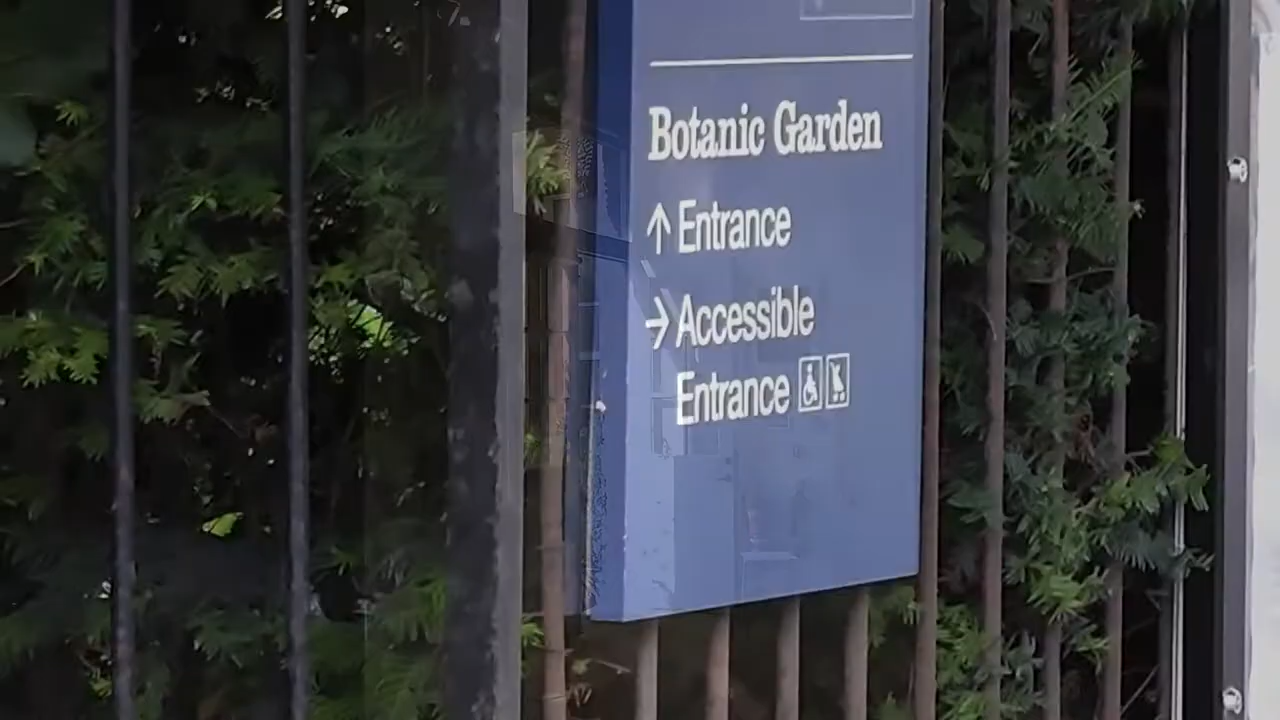 Botanic Garden
↑ Entrance
→ Accessible
Entrance